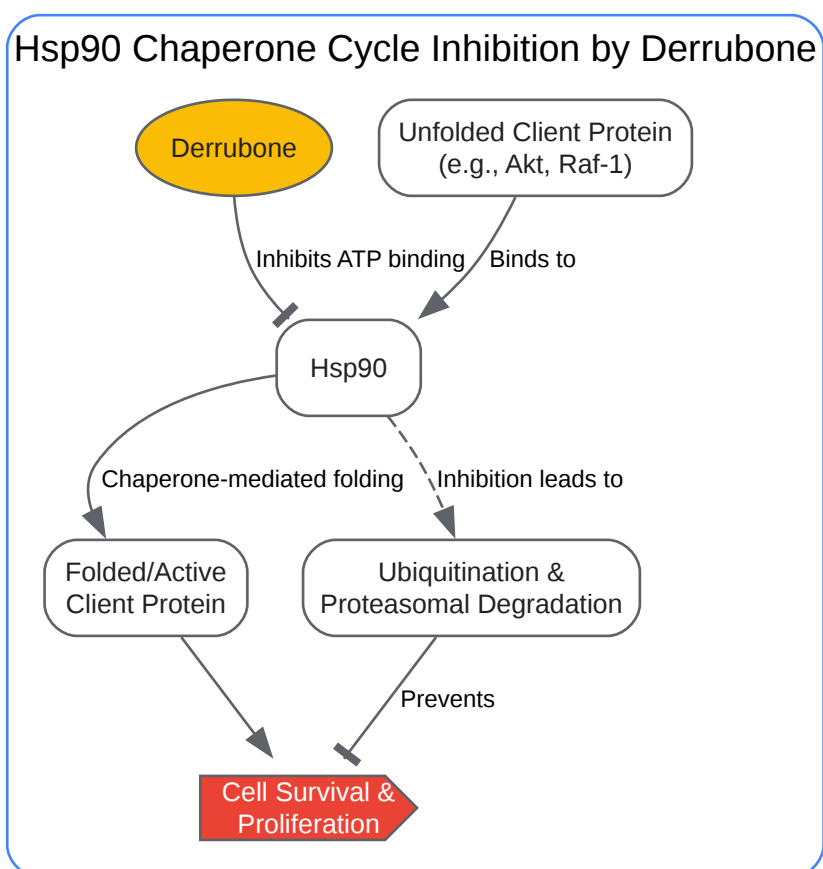 Hsp90 Chaperone Cycle Inhibition by Derrubone
Derrubone
Unfolded Client Protein
(e.g., Akt, Raf-1)
Inhibits ATP binding
Binds to
Hsp90
Chaperone-mediated folding
Inhibition leads to
Folded/Active
Client Protein
Ubiquitination &
Proteasomal Degradation
Prevents
Cell Survival &
Proliferation